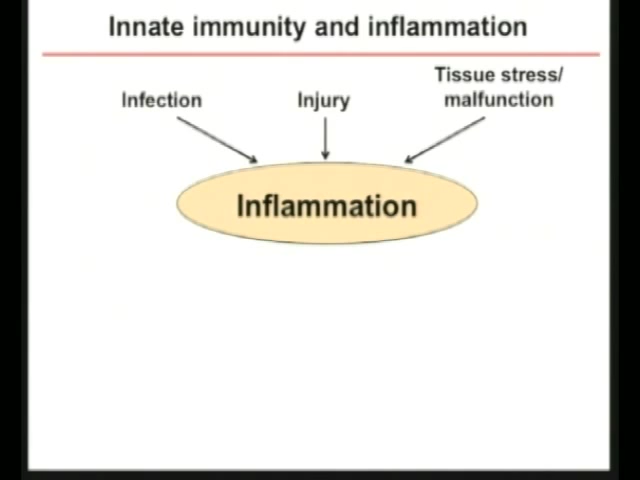 Innate immunity and inflammation
Tissue stress/
Infection
Injury
malfunction
Inflammation